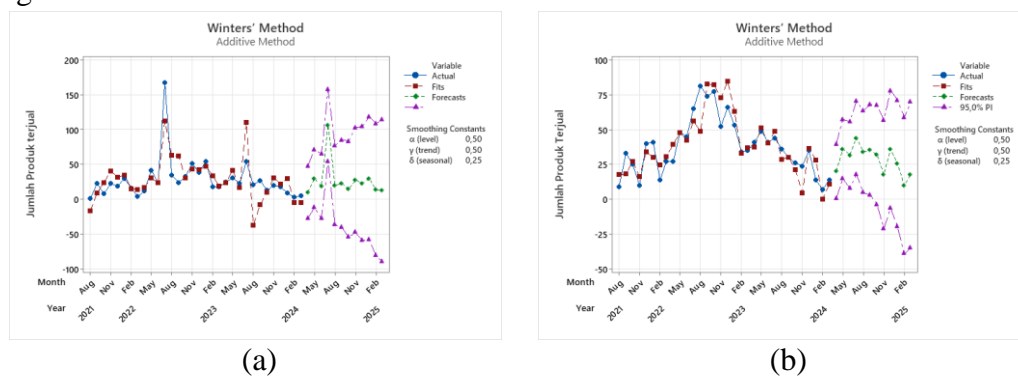 Winters' Method
Additive Method
Jumlah Produk Terjual
200
150
100
50
0
-50
-100
Month
Aug Nov Feb May Aug Nov Feb May Aug Nov Feb May Aug Nov Feb
Year
2021 2022 2023 2024 2025
Variable
Actual
Fits
Forecasts
Smoothing Constants
α (level) 0,50
γ (trend) 0,50
δ (seasonal) 0,25
(a)
Winters' Method
Additive Method
Jumlah Produk Terjual
100
75
50
25
0
-25
-50
Month
Aug Nov Feb May Aug Nov Feb May Aug Nov Feb May Aug Nov Feb
Year
2021 2022 2023 2024 2025
Variable
Actual
Fits
Forecasts
95,0% PI
Smoothing Constants
α (level) 0,50
γ (trend) 0,50
δ (seasonal) 0,25
(b)